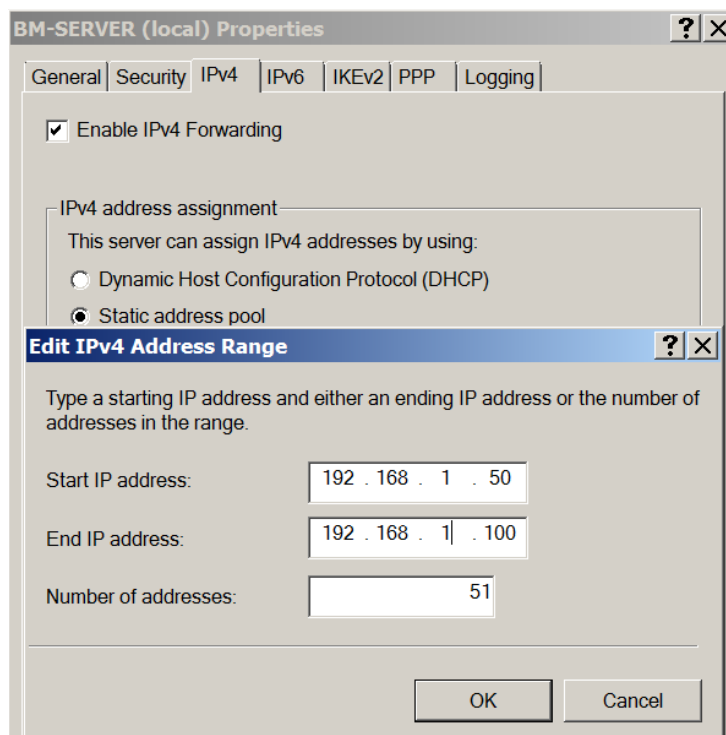 BM-SERVER (local) Properties ? X
General Security IPv4 IPv6 IKEv2 PPP Logging
Enable IPv4 Forwarding
IPv4 address assignment
This server can assign IPv4 addresses by using:
Dynamic Host Configuration Protocol (DHCP)
Static address pool
Edit IPv4 Address Range ? X
Type a starting IP address and either an ending IP address or the number of
addresses in the range.
Start IP address: 192 . 168 . 1 . 50
End IP address: 192 . 168 . 1 . 100
Number of addresses: 51
OK Cancel